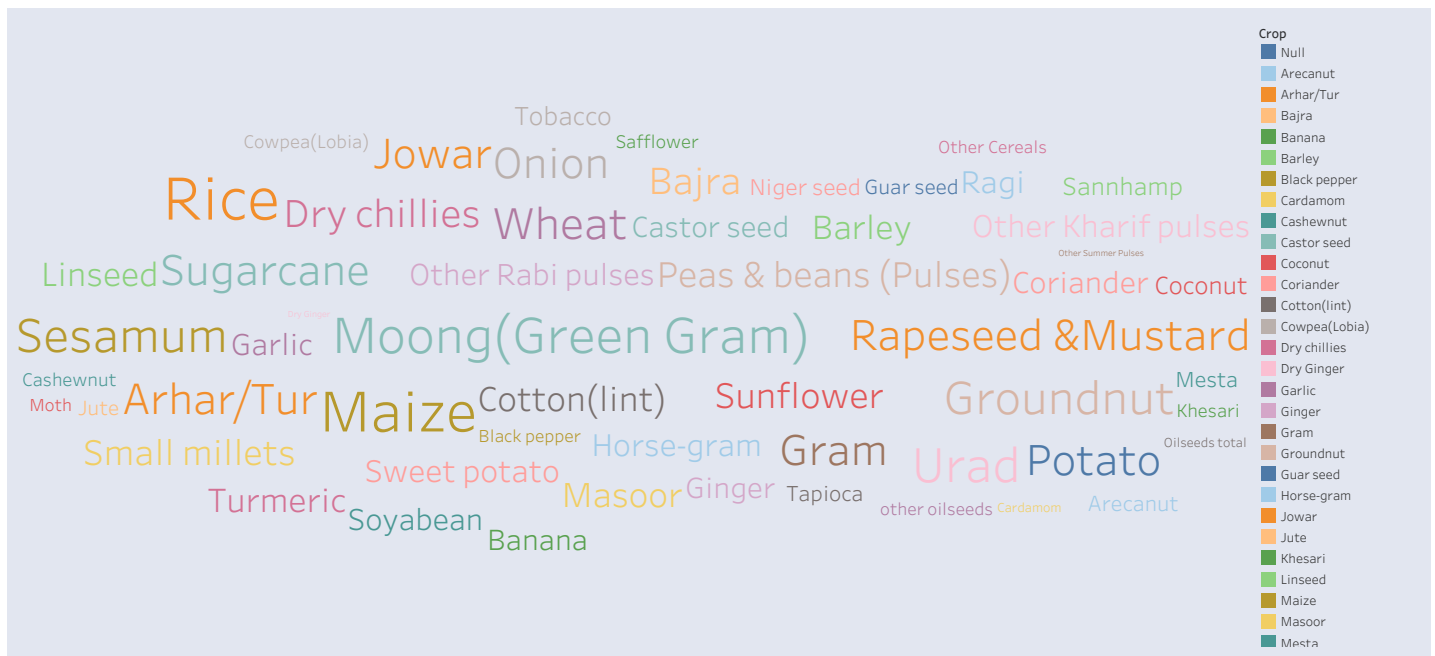 Tobacco
Cowpea(Lobia)
Jowar
Onion
Safflower
Other Cereals
Rice
Dry chillies
Wheat
Bajra
Niger seed
Guar seed
Ragi
Sannhamp
Castor seed
Barley
Other Kharif pulses
Other Summer Pulses
Linseed
Sugarcane
Other Rabi pulses
Peas & beans (Pulses)
Coriander
Coconut
Dry Ginger
Sesamum
Garlic
Moong(Green Gram)
Rapeseed &Mustard
Cashewnut
Moth
Jute
Arhar/Tur
Maize
Cotton(lint)
Sunflower
Groundnut
Mesta
Khesari
Small millets
Black pepper
Horse-gram
Gram
Urad
Potato
Oilseeds total
Sweet potato
Turmeric
Masoor
Ginger
Tapioca
other oilseeds
Cardamom
Arecanut
Soyabean
Banana
Crop
Null
Arecanut
Arhar/Tur
Bajra
Banana
Barley
Black pepper
Cardamom
Cashewnut
Castor seed
Coconut
Coriander
Cotton(lint)
Cowpea(Lobia)
Dry chillies
Dry Ginger
Garlic
Ginger
Gram
Groundnut
Guar seed
Horse-gram
Jowar
Jute
Khesari
Linseed
Maize
Masoor
Mesta